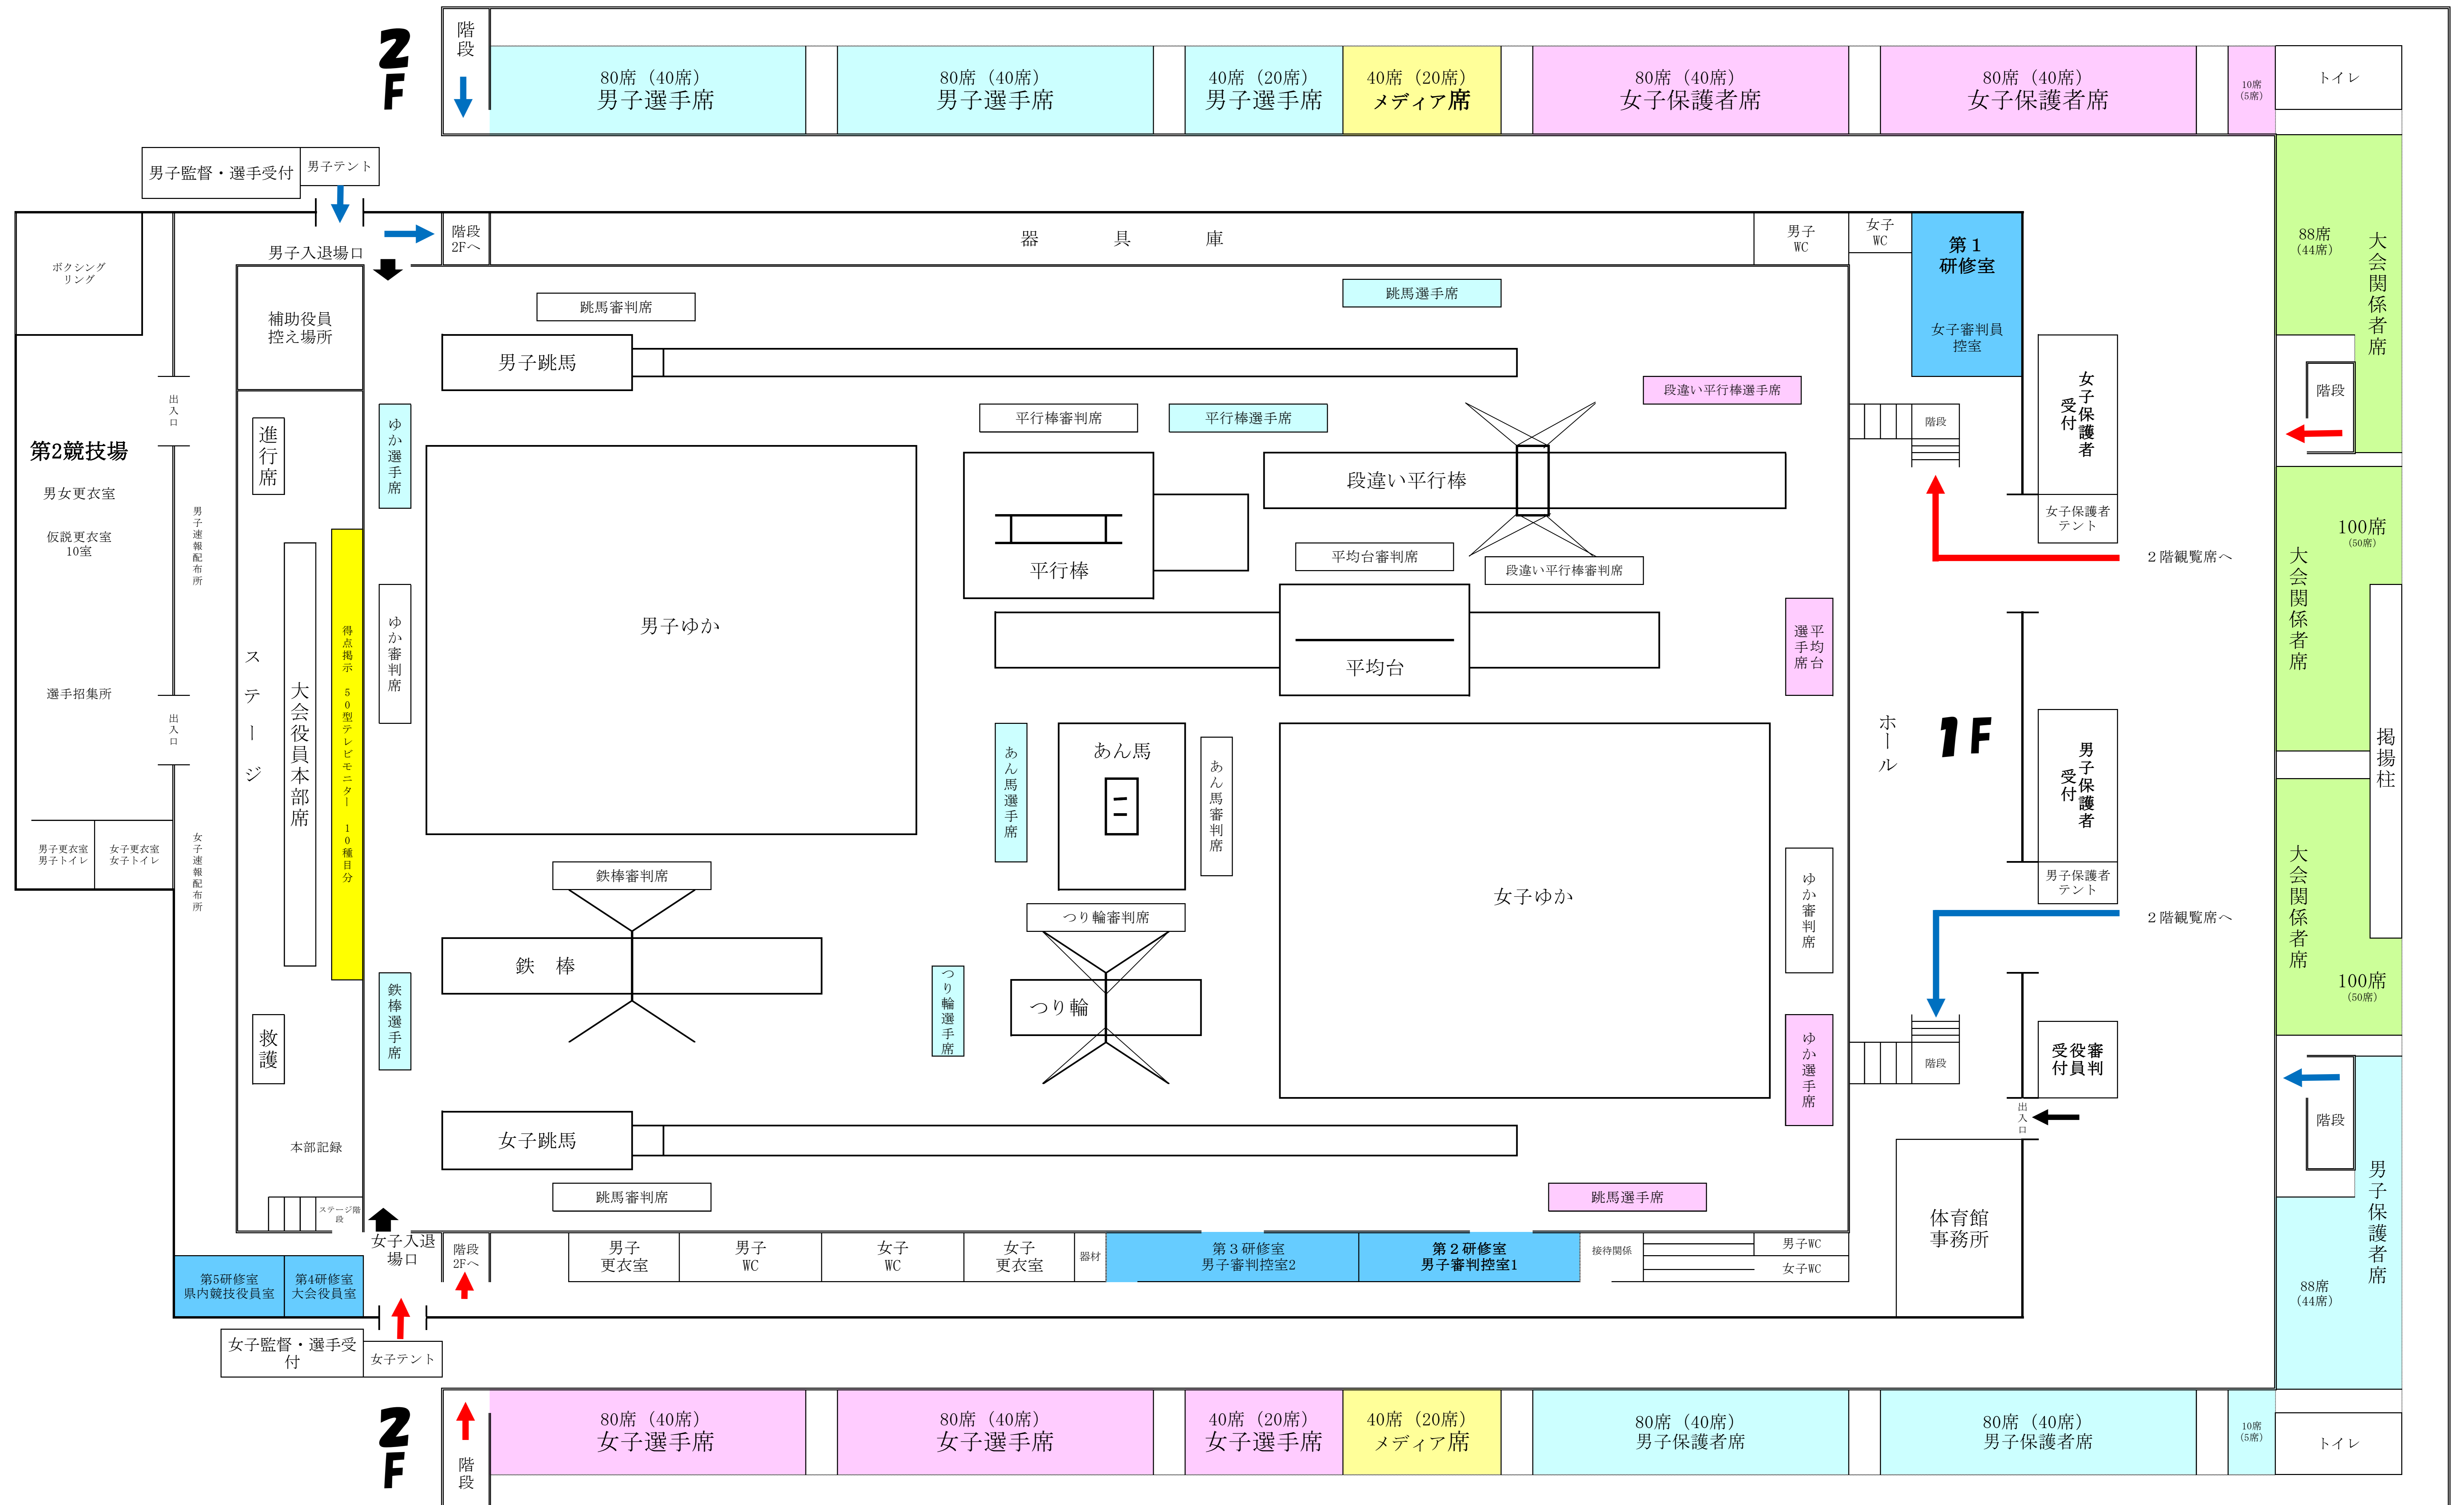 2F
階段
80席（40席）
男子選手席
80席（40席）
男子選手席
40席（20席）
男子選手席
40席（20席）
メディア席
80席（40席）
女子保護者席
80席（40席）
女子保護者席
10席
（5席）
トイレ
男子監督・選手受付
男子テント
男子入退場口
階段
2Fへ
器　具　庫
男子
WC
女子
WC
第１
研修室
女子審判員
控室
88席
（44席）
大会関係者席
ボクシング
リング
補助役員
控え場所
跳馬審判席
跳馬選手席
男子跳馬
段違い平行棒選手席
階段
女子保護者
受付
出入口
進行席
ゆか選手席
平行棒審判席
平行棒選手席
階段
第2競技場
男女更衣室
仮説更衣室
10室
男子速報配布所
段違い平行棒
女子保護者
テント
平行棒
平均台審判席
段違い平行棒審判席
２階観覧席へ
100席
（50席）
大会関係者席
選手招集所
出入口
ステージ
大会役員本部席
得点掲示　５０型テレビモニター　１０種目分
ゆか審判席
男子ゆか
平均台
平均台
選手席
ホール
1F
男子保護者
受付
掲揚柱
あん馬選手席
あん馬
あん馬審判席
男子更衣室
男子トイレ
女子更衣室
女子トイレ
女子速報配布所
鉄棒審判席
女子ゆか
ゆか審判席
男子保護者
テント
２階観覧席へ
大会関係者席
100席
（50席）
つり輪審判席
鉄　棒
つり輪選手席
つり輪
鉄棒選手席
救護
ゆか選手席
階段
審判
役員
受付
出入口
階段
本部記録
女子跳馬
ステージ階
段
跳馬審判席
跳馬選手席
体育館
事務所
男子保護者席
88席
（44席）
女子入退
場口
階段
2Fへ
男子
更衣室
男子
WC
女子
WC
女子
更衣室
器材
第３研修室
男子審判控室2
第２研修室
男子審判控室1
接待関係
男子WC
女子WC
第5研修室
県内競技役員室
第4研修室
大会役員室
女子監督・選手受
付
女子テント
2F
階段
80席（40席）
女子選手席
80席（40席）
女子選手席
40席（20席）
女子選手席
40席（20席）
メディア席
80席（40席）
男子保護者席
80席（40席）
男子保護者席
10席
（5席）
トイレ